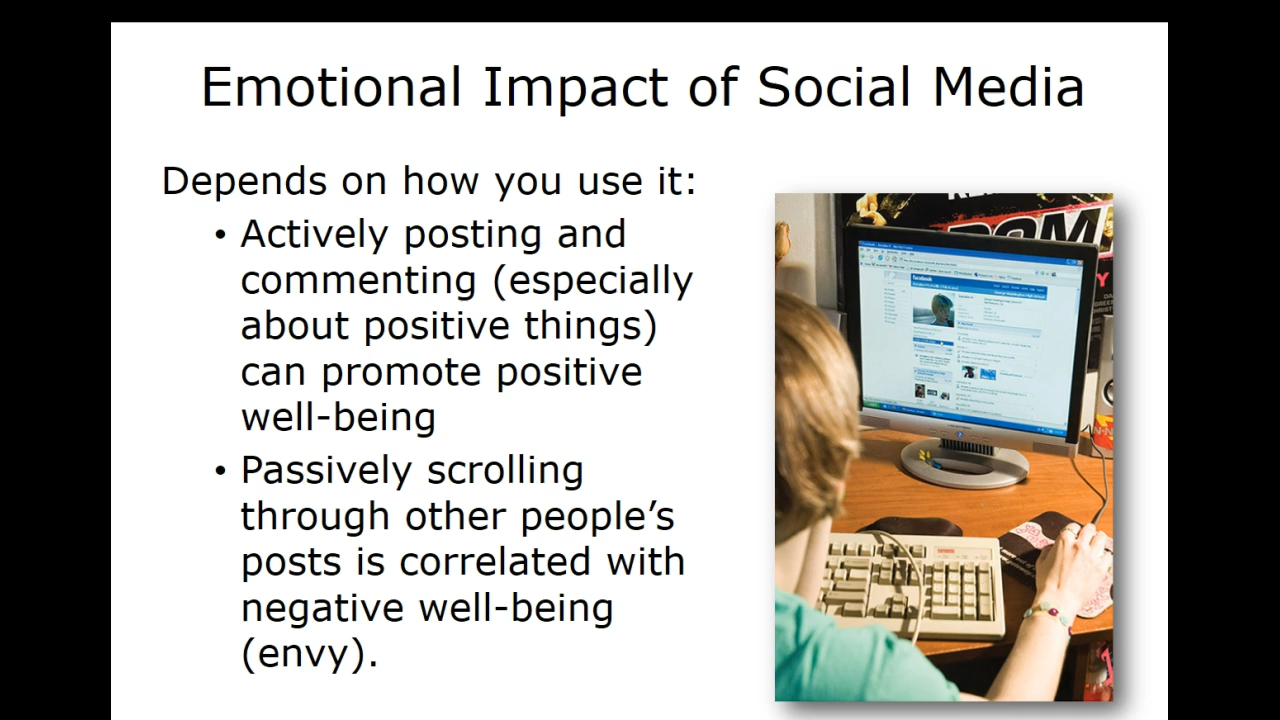 Emotional Impact of Social Media
Depends on how you use it:
• Actively posting and
commenting (especially
about positive things)
can promote positive
well-being
• Passively scrolling
through other people’s
posts is correlated with
negative well-being
(envy).
facebook